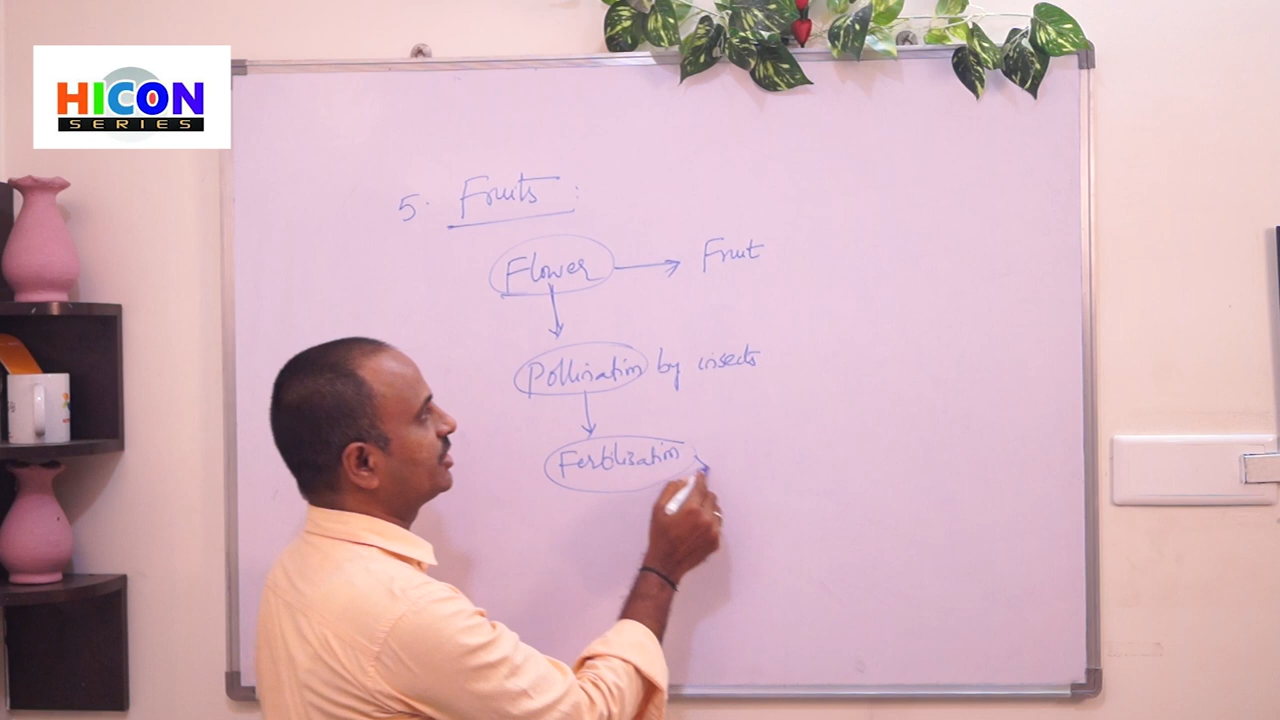 HICON
SERIES
5. Fruits :
Flower → Fruit
Pollination by insects
Fertilization